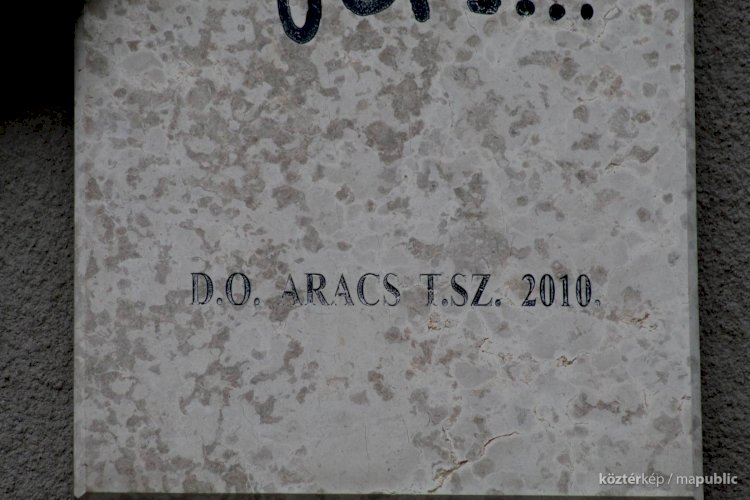 D.O. ARACS T.SZ. 2010.
köztérkép / mapublic